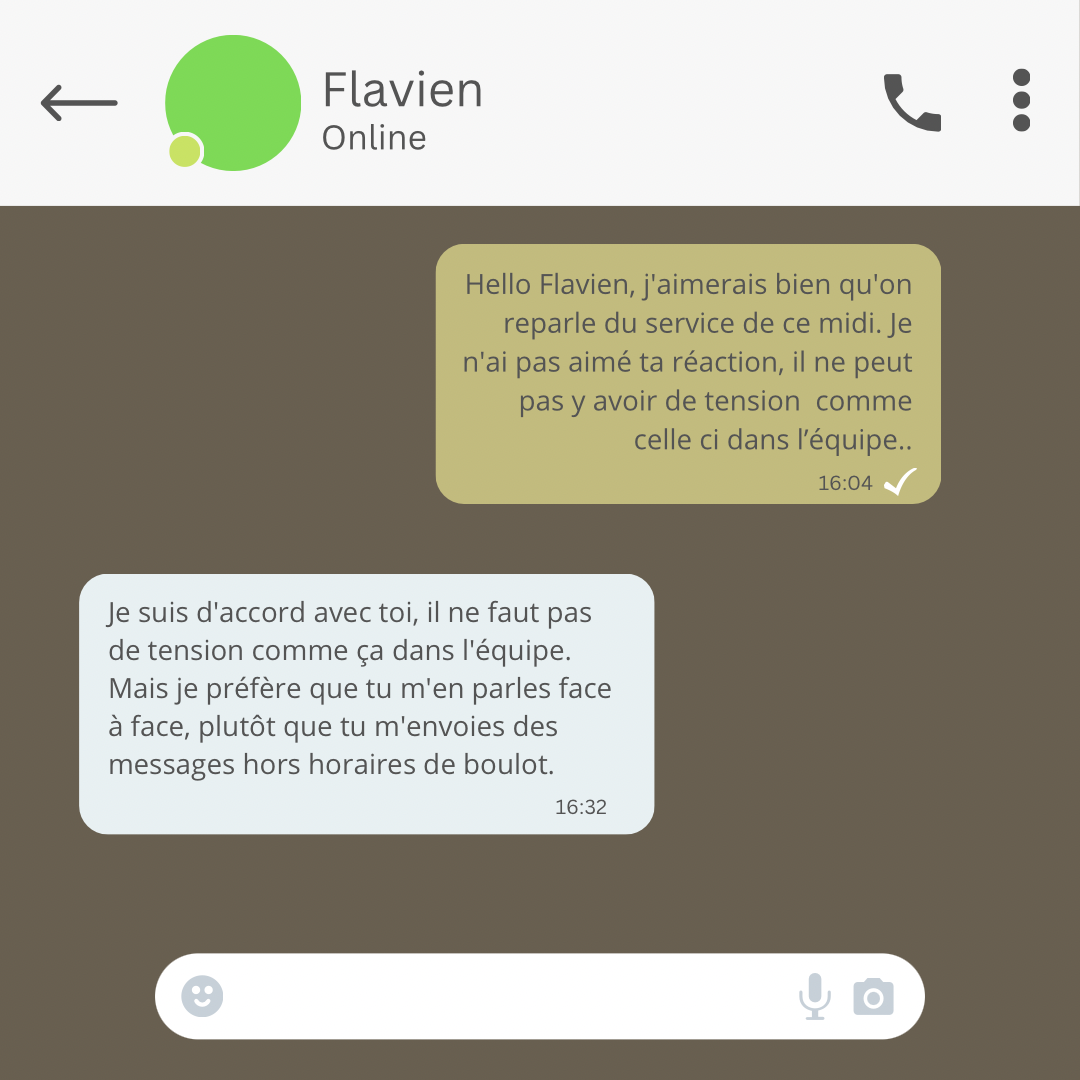 Flavien
Online
Hello Flavien, j'aimerais bien qu'on
reparle du service de ce midi. Je
n'ai pas aimé ta réaction, il ne peut
pas y avoir de tension  comme
celle ci dans l’équipe..
16:04
Je suis d'accord avec toi, il ne faut pas
de tension comme ça dans l'équipe.
Mais je préfère que tu m'en parles face
à face, plutôt que tu m'envoies des
messages hors horaires de boulot.
16:32